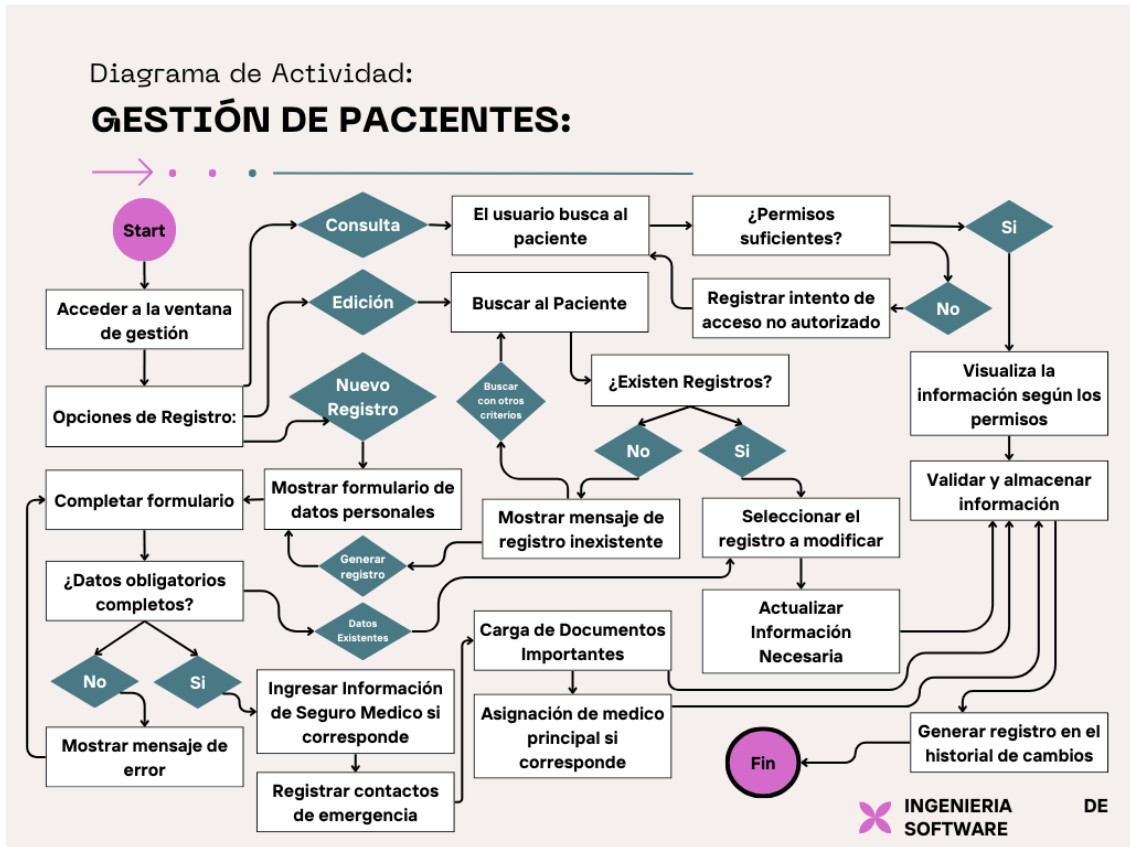 Diagrama de Actividad:
GESTIÓN DE PACIENTES:
Start
Consulta
El usuario busca al
paciente
¿Permisos
suficientes?
Si
Acceder a la ventana
de gestión
Edición
Buscar al Paciente
Registrar intento de
acceso no autorizado
No
Opciones de Registro:
Nuevo
Registro
Buscar
con otros
criterios
¿Existen Registros?
Visualiza la
información según los
permisos
No
Si
Completar formulario
Mostrar formulario de
datos personales
Mostrar mensaje de
registro inexistente
Seleccionar el
registro a modificar
Validar y almacenar
información
Generar
registro
¿Datos obligatorios
completos?
Datos
Existentes
Carga de Documentos
Importantes
Actualizar
Información
Necesaria
No
Si
Ingresar Información
de Seguro Medico si
corresponde
Asignación de medico
principal si
corresponde
Mostrar mensaje de
error
Registrar contactos
de emergencia
Fin
Generar registro en el
historial de cambios
INGENIERIA DE
SOFTWARE